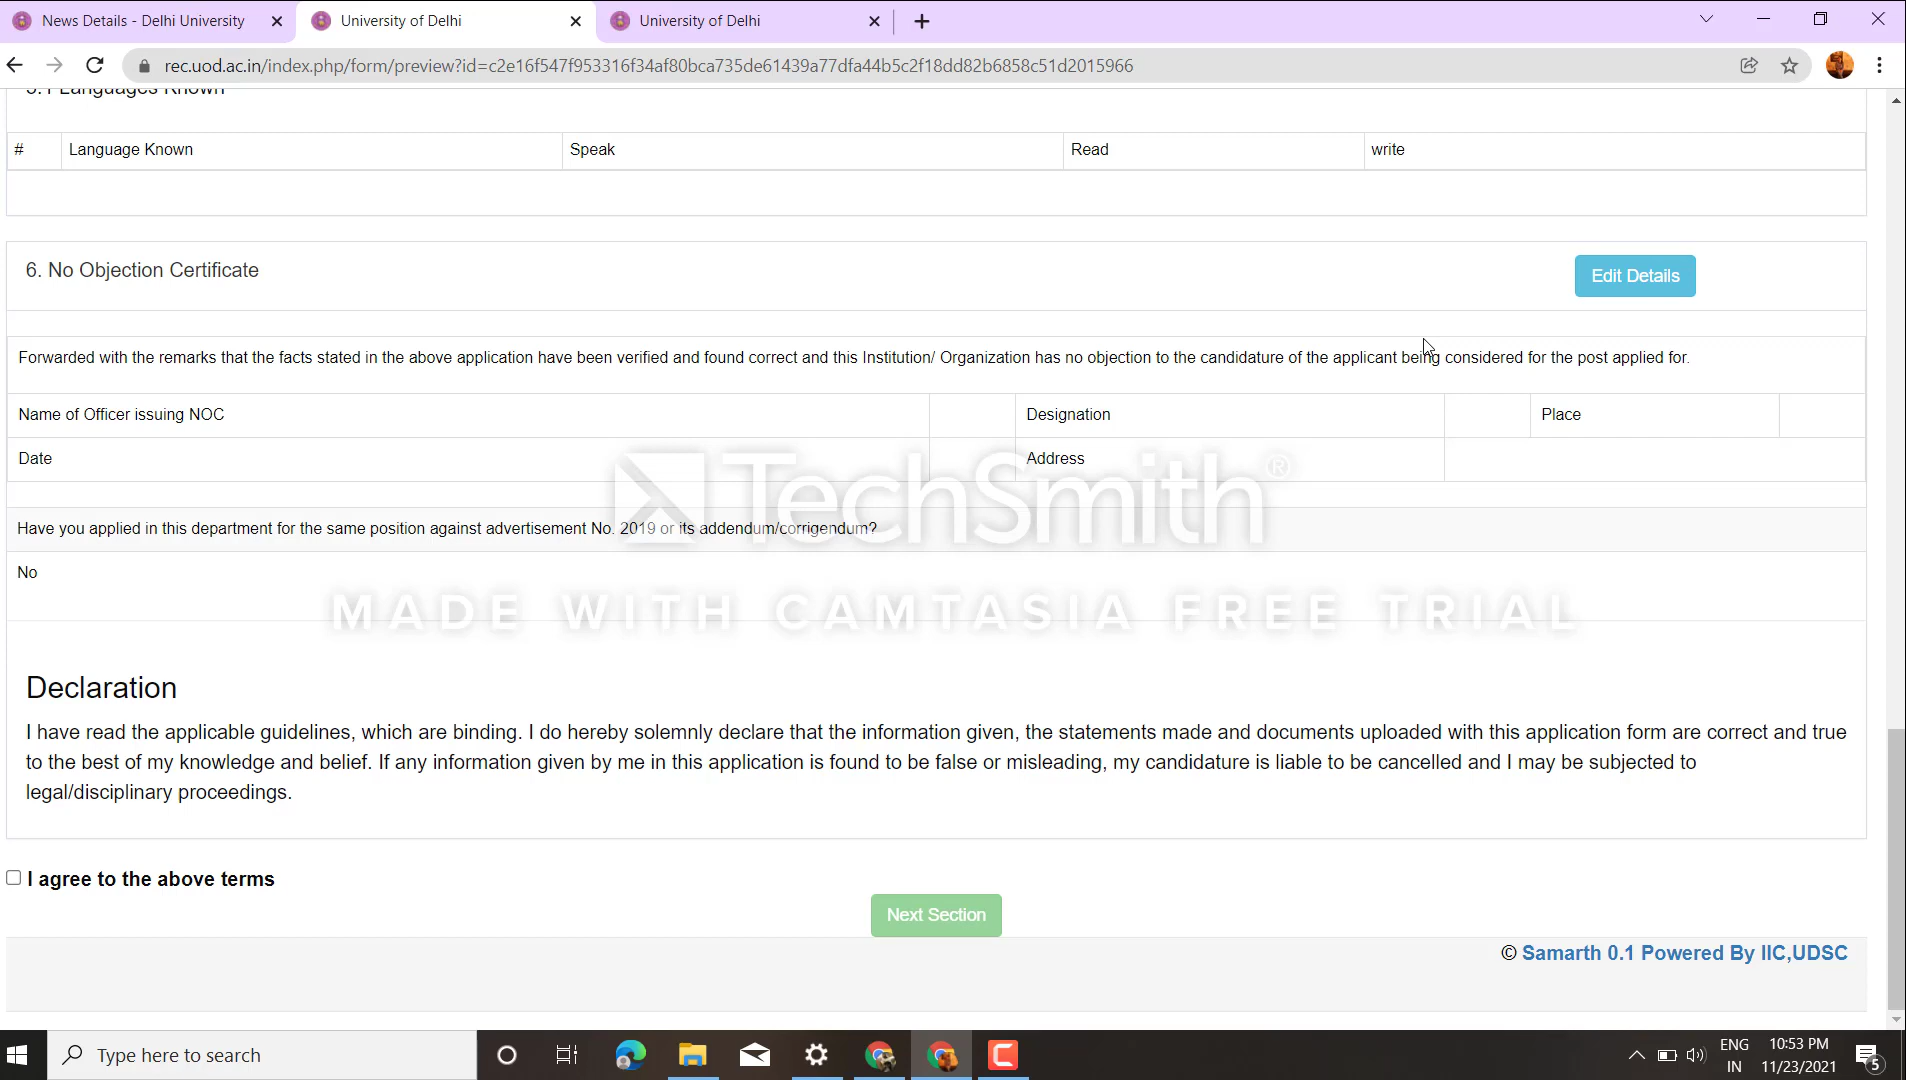 News Details - Delhi University
University of Delhi
University of Delhi
rec.uod.ac.in/index.php/form/preview?id=c2e16f547f953316f34af80bca735de61439a77dfa44b5c2f18dd82b6858c51d2015966
Languages Known
# Language Known Speak Read write
6. No Objection Certificate
Edit Details
Forwarded with the remarks that the facts stated in the above application have been verified and found correct and this Institution/ Organization has no objection to the candidature of the applicant being considered for the post applied for.
Name of Officer issuing NOC Designation Place
Date Address
TechSmith®
Have you applied in this department for the same position against advertisement No. 2019 or its addendum/corrigendum?
No
MADE WITH CAMTASIA FREE TRIAL
Declaration
I have read the applicable guidelines, which are binding. I do hereby solemnly declare that the information given, the statements made and documents uploaded with this application form are correct and true
to the best of my knowledge and belief. If any information given by me in this application is found to be false or misleading, my candidature is liable to be cancelled and I may be subjected to
legal/disciplinary proceedings.
I agree to the above terms
Next Section
© Samarth 0.1 Powered By IIC,UDSC
Type here to search
ENG
IN
10:53 PM
11/23/2021
5